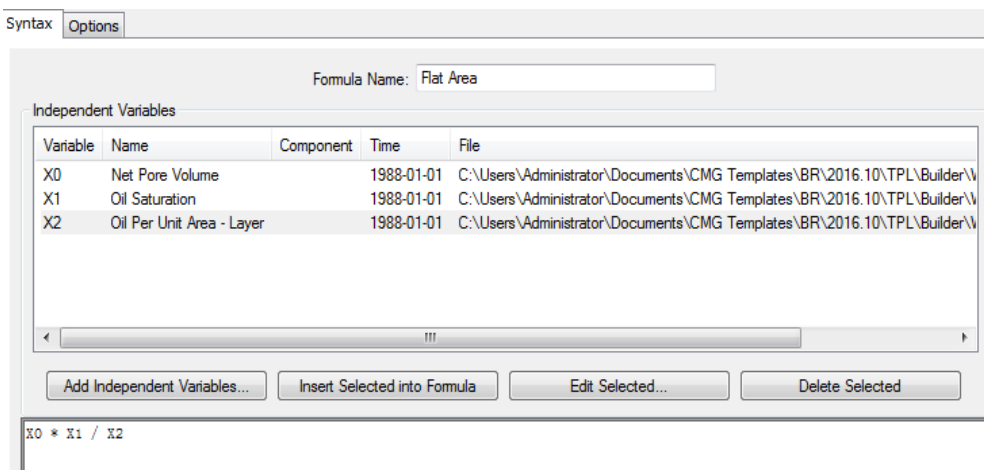 Syntax Options
Formula Name: Flat Area
Independent Variables
Variable Name Component Time File
X0 Net Pore Volume 1988-01-01 C:\Users\Administrator\Documents\CMG Templates\BR\2016.10\TPL\Builder\
X1 Oil Saturation 1988-01-01 C:\Users\Administrator\Documents\CMG Templates\BR\2016.10\TPL\Builder\
X2 Oil Per Unit Area - Layer 1988-01-01 C:\Users\Administrator\Documents\CMG Templates\BR\2016.10\TPL\Builder\
Add Independent Variables... Insert Selected into Formula Edit Selected... Delete Selected
X0 * X1 / X2